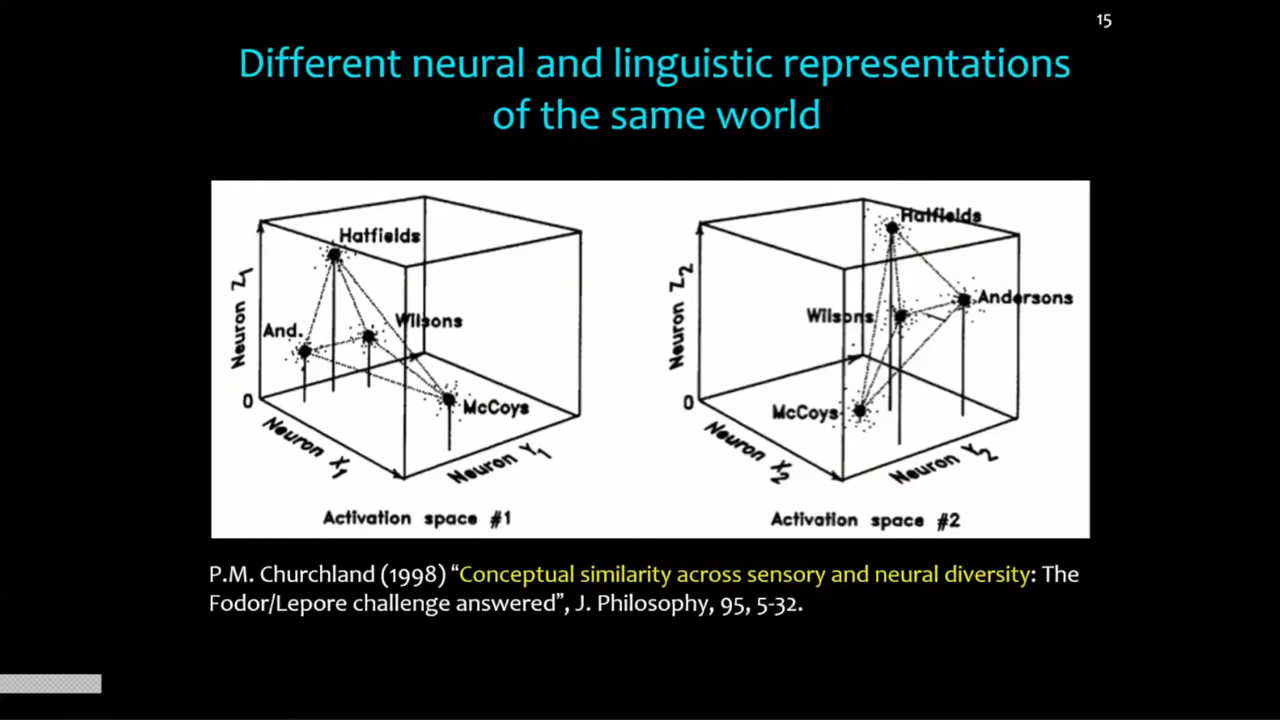 15
Different neural and linguistic representations
of the same world
Hatfields
And.
Wilsons
McCoys
0
Neuron Z1
Neuron X1
Neuron Y1
Activation space #1
Hatfields
Andersons
Wilsons
McCoys
0
Neuron Z2
Neuron X2
Neuron Y2
Activation space #2
P.M. Churchland (1998) “Conceptual similarity across sensory and neural diversity: The
Fodor/Lepore challenge answered”, J. Philosophy, 95, 5-32.